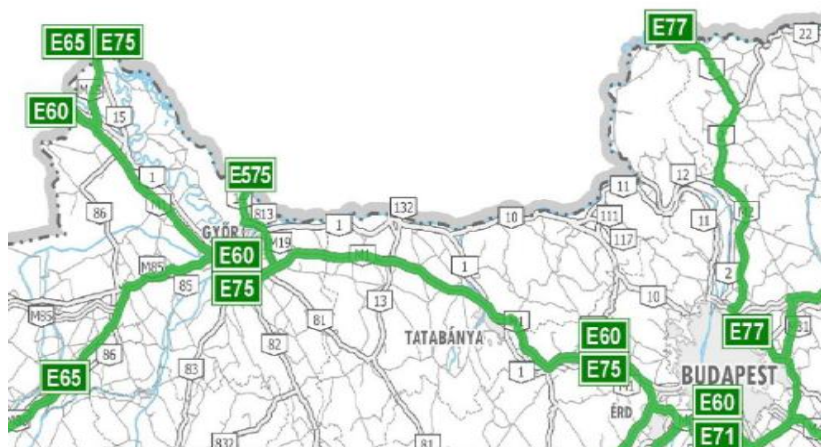 E65 E75
E77
22
E60
15
1
E575
12
11
86
813
132
11
GYŐR
1
10
111
M2
M19
117
E60
M1
M85
1
2
85
E75
10
13
81
M85
E77
TATABÁNYA
E60
86
82
1
E65
83
E75
BUDAPEST
M1
E60
ÉRD
832
81
E71